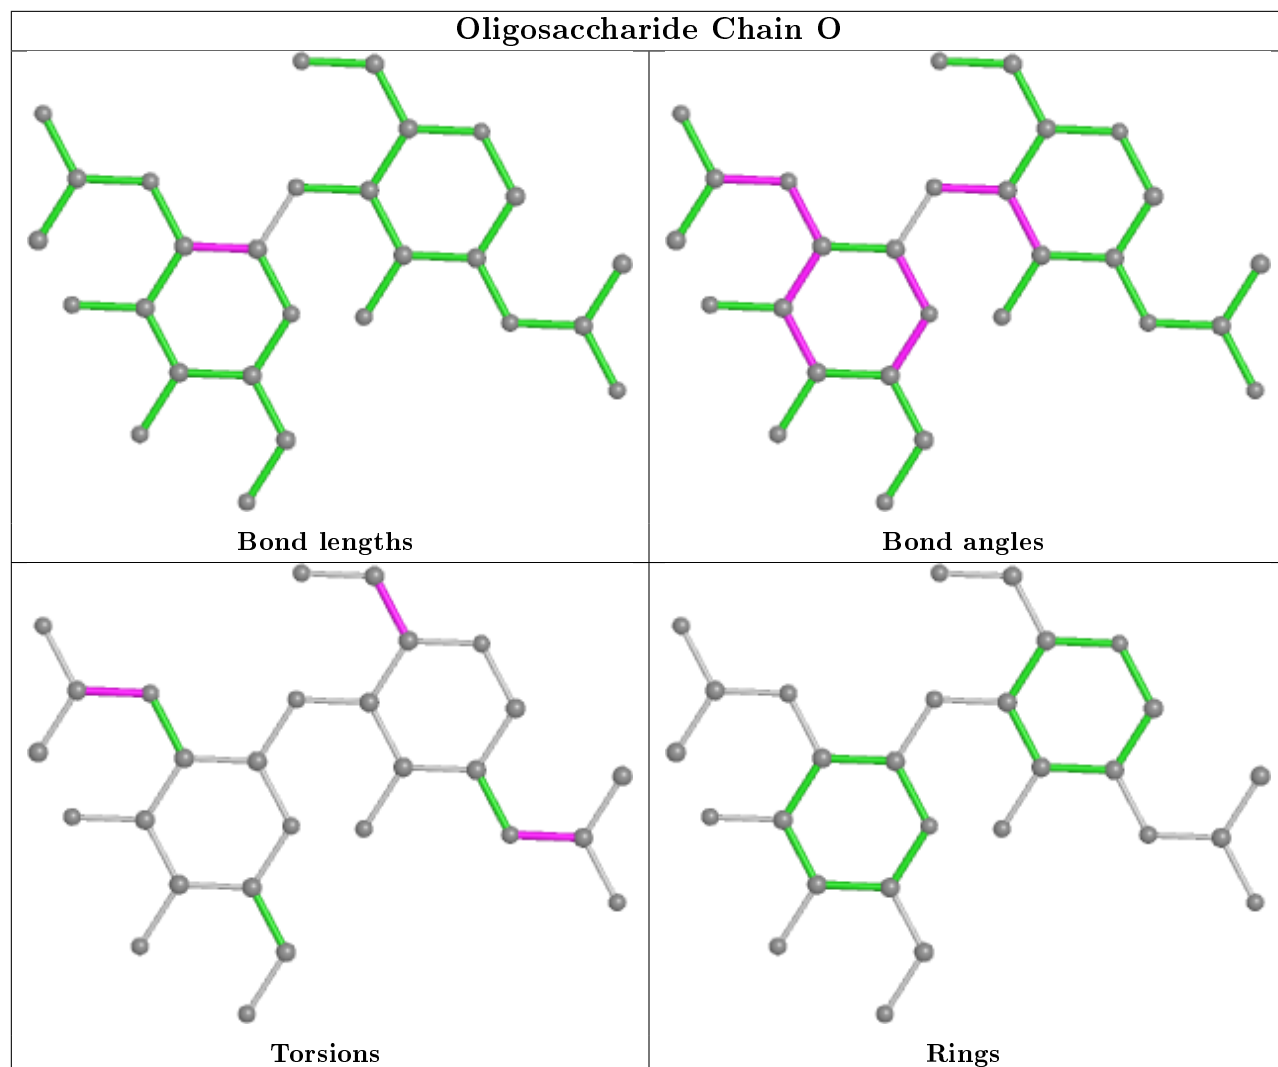 Oligosaccharide Chain O
Bond lengths
Bond angles
Torsions
Rings